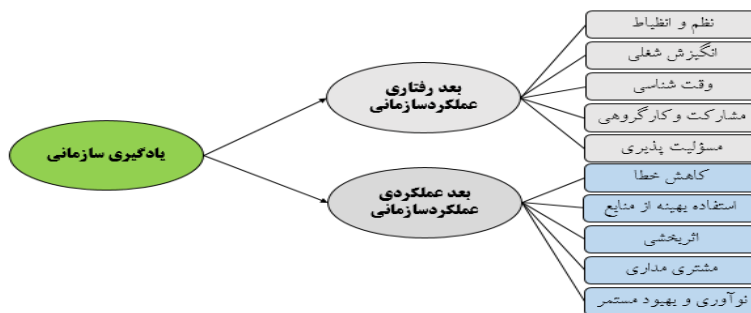 نظم و انظباط
انگیزش شغلی
وقت شناسی
مشارکت وکارگروهی
مسؤلیت پذیری
بعد رفتاری
عملکردسازمانی
یادگیری سازمانی
بعد عملکردی
عملکردسازمانی
کاهش خطا
استفاده بهینه از منابع
اثربخشی
مشتری مداری
نوآوری و بهبود مستمر